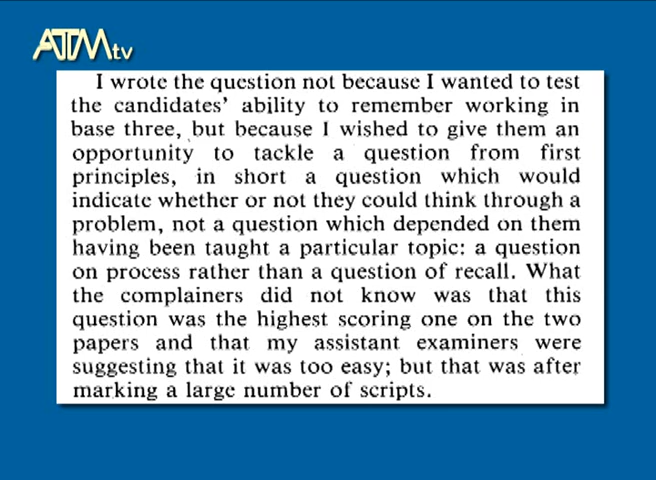 ATM tv
I wrote the question not because I wanted to test
the candidates' ability to remember working in
base three, but because I wished to give them an
opportunity to tackle a question from first
principles, in short a question which would
indicate whether or not they could think through a
problem, not a question which depended on them
having been taught a particular topic: a question
on process rather than a question of recall. What
the complainers did not know was that this
question was the highest scoring one on the two
papers and that my assistant examiners were
suggesting that it was too easy; but that was after
marking a large number of scripts.